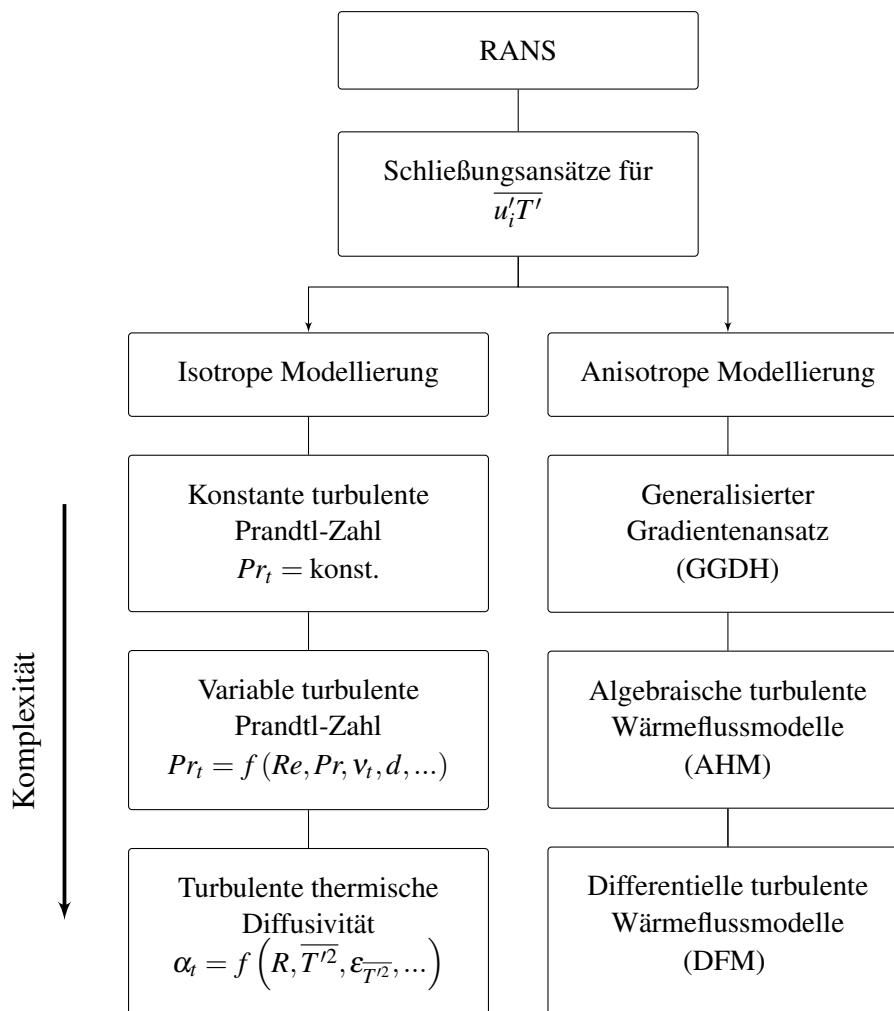 RANS
Schließungsansätze für
$\overline{u_i'T'}$
Isotrope Modellierung
Anisotrope Modellierung
Komplexität
Konstante turbulente
Prandtl-Zahl
$Pr_t = \text{konst.}$
Generalisierter
Gradientenansatz
(GGDH)
Variable turbulente
Prandtl-Zahl
$Pr_t = f\,(Re, Pr, \nu_t, d, ...)$
Algebraische turbulente
Wärmeflussmodelle
(AHM)
Turbulente thermische
Diffusivität
$\alpha_t = f\left(R, \overline{T'^2}, \varepsilon_{\overline{T'^2}}, ...\right)$
Differentielle turbulente
Wärmeflussmodelle
(DFM)